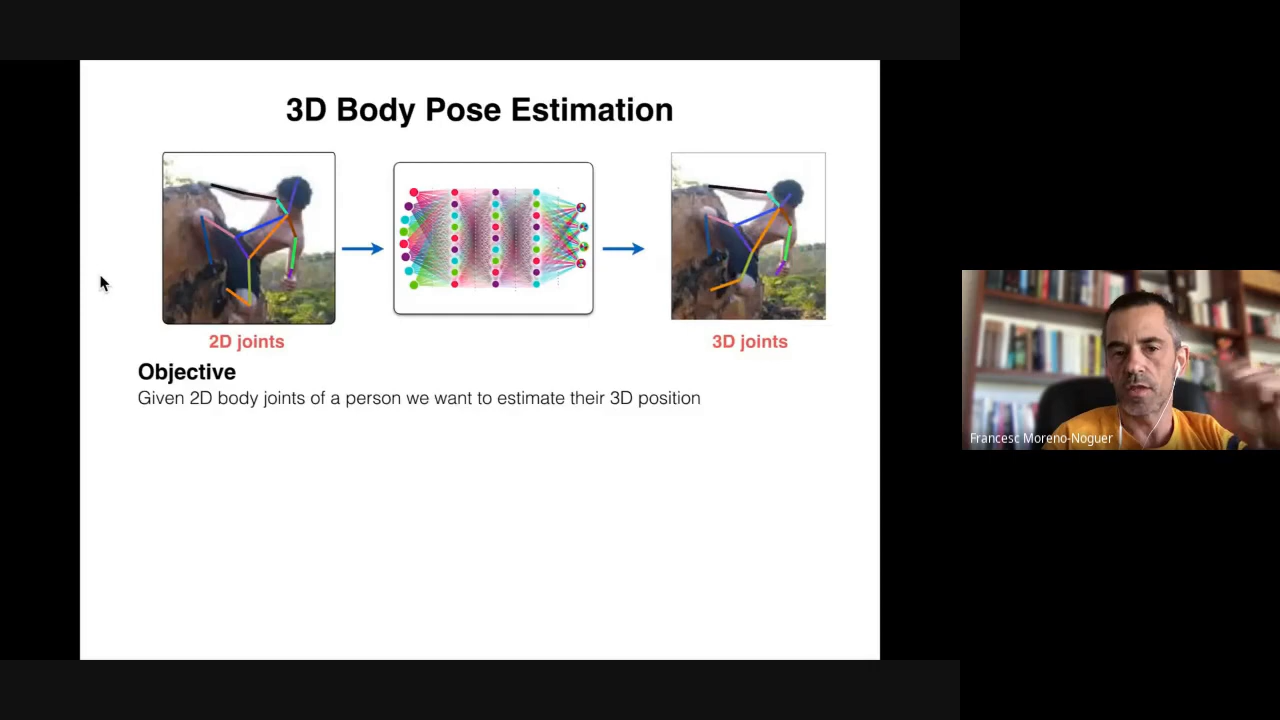 3D Body Pose Estimation
2D joints
3D joints
Objective
Given 2D body joints of a person we want to estimate their 3D position
Francesc Moreno-Noguer